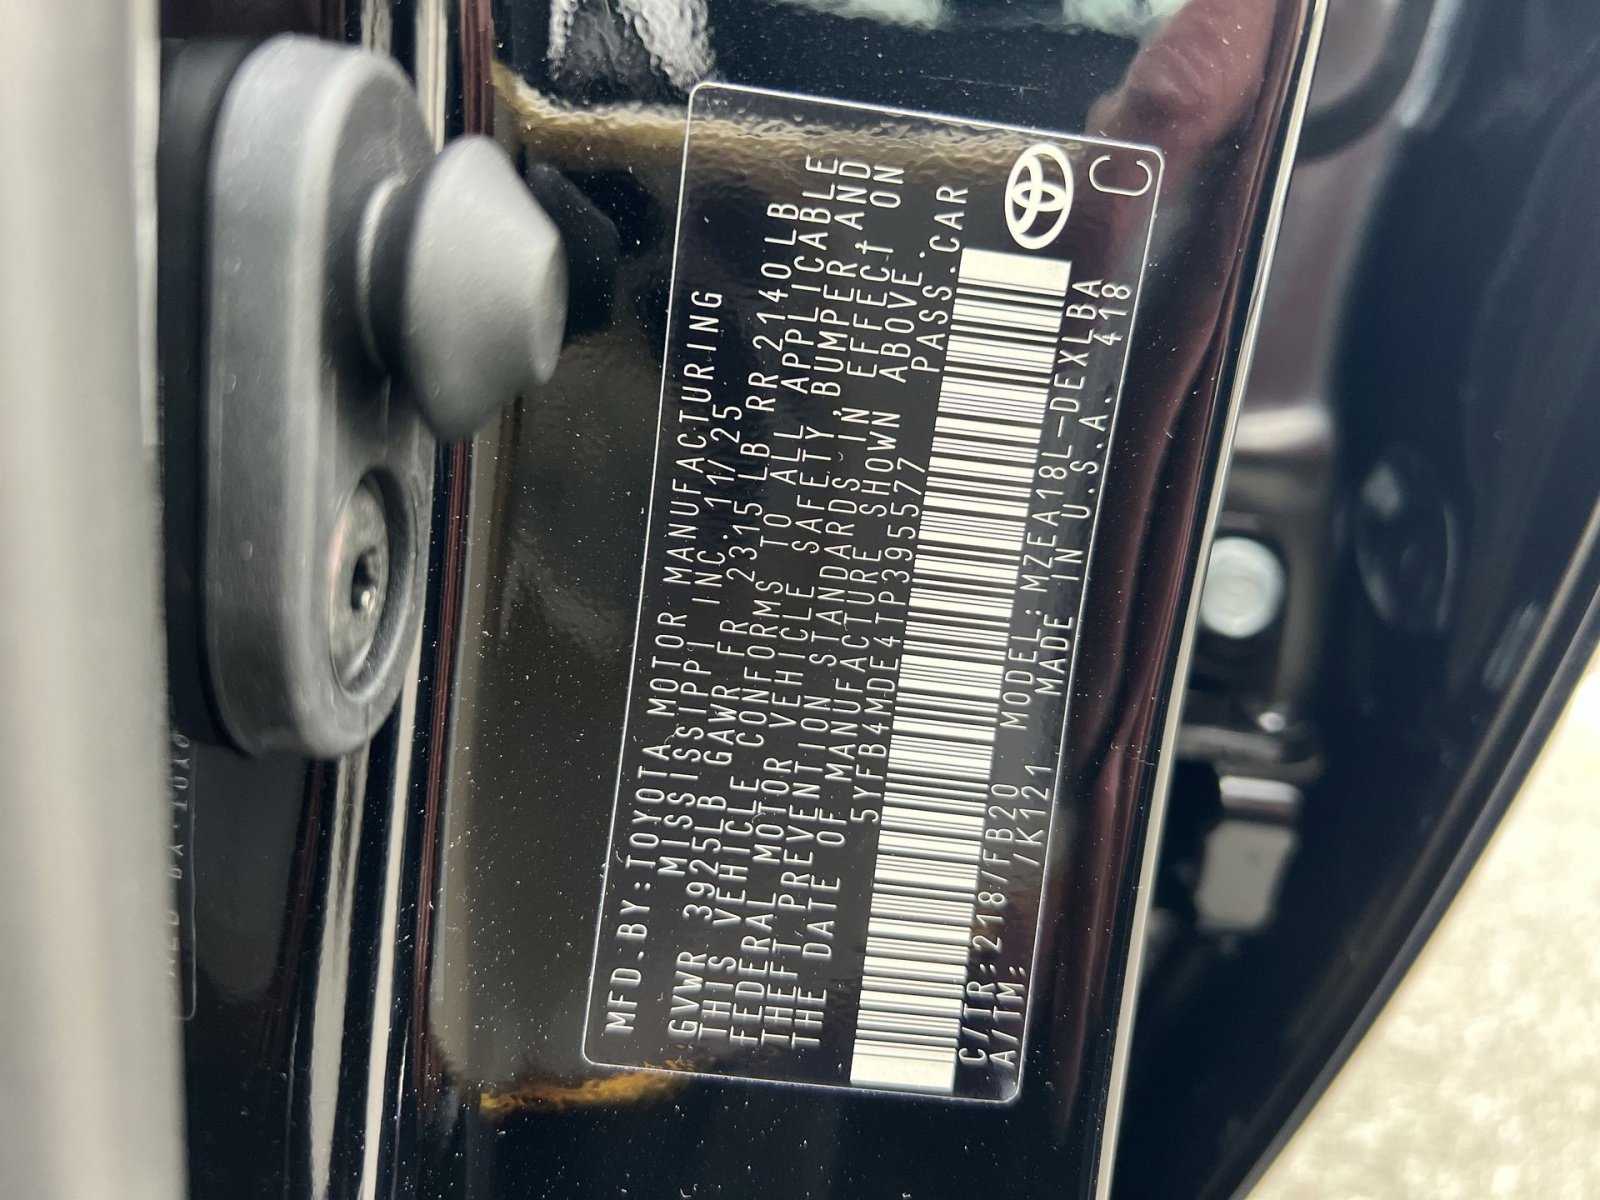 MFD.BY:TOYOTA MOTOR MANUFACTURING
MISSISSIPPI INC. 11/25
GVWR 3925LB GAWR FR 2315LB RR 2140LB
THIS VEHICLE CONFORMS TO ALL APPLICABLE
FEDERAL MOTOR VEHICLE SAFETY, BUMPER, AND
THEFT PREVENTION STANDARDS IN EFFECT ON
THE DATE OF MANUFACTURE SHOWN ABOVE.
5YFB4MDE4TP395577 PASS.CAR
C/TR:218/FB20 MODEL:MZEA18L-DEXLBA
A/TM: /K121 MADE IN U.S.A. 418
C